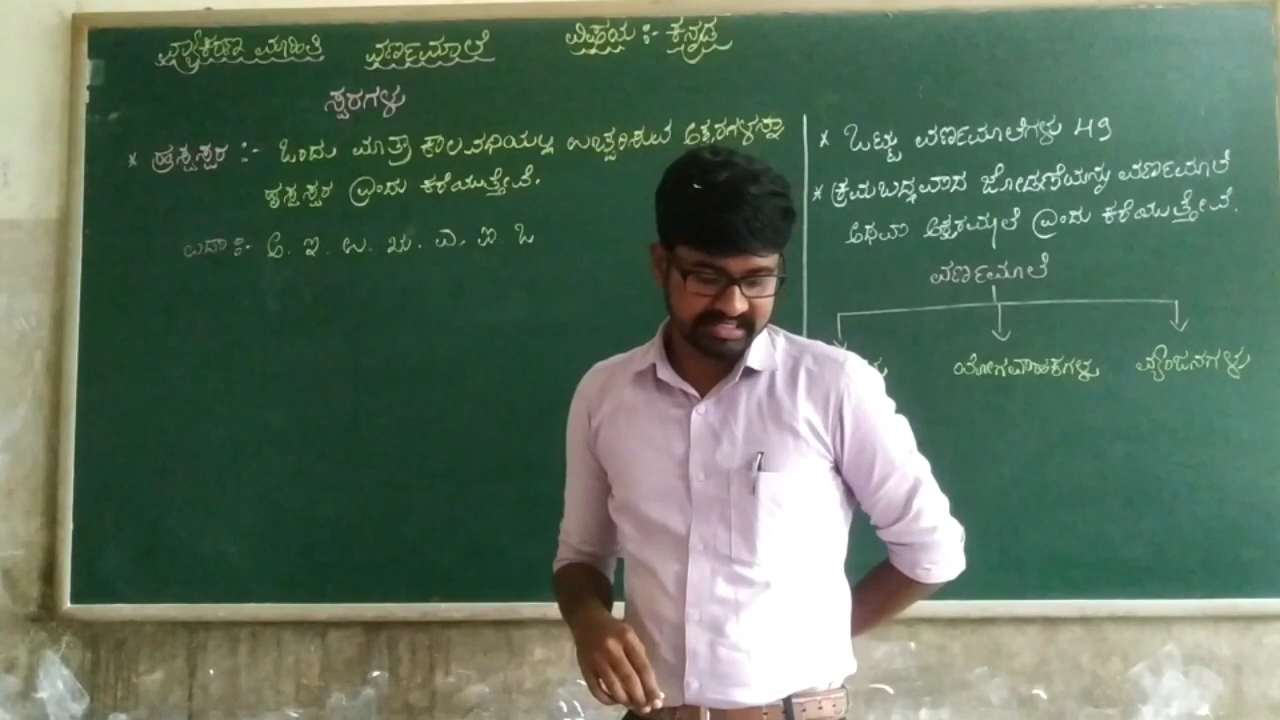 ವ್ಯಾಕರಣ ಮಾಹಿತಿ ವರ್ಣಮಾಲೆ ವಿಷಯ :- ಕನ್ನಡ
ಸ್ವರಗಳು
* ಹ್ರಸ್ವಸ್ವರ :- ಒಂದು ಮಾತ್ರಾ ಕಾಲವಧಿಯಲ್ಲಿ ಉಚ್ಚರಿಸುವ ಅಕ್ಷರಗಳನ್ನು
ಹ್ರಸ್ವ ಸ್ವರ ಎಂದು ಕರೆಯುತ್ತೇವೆ.
ಉದಾ :- ಅ. ಇ. ಉ. ಋ. ಎ. ಒ
* ಒಟ್ಟು ವರ್ಣಮಾಲೆಗಳು 49
* ಕ್ರಮಬದ್ಧವಾದ ಜೋಡಣೆಯನ್ನು ವರ್ಣಮಾಲೆ
ಅಥವಾ ಅಕ್ಷರಮಾಲೆ ಎಂದು ಕರೆಯುತ್ತೇವೆ.
ವರ್ಣಮಾಲೆ
ಯೋಗವಾಹಕಗಳು ವ್ಯಂಜನಗಳು